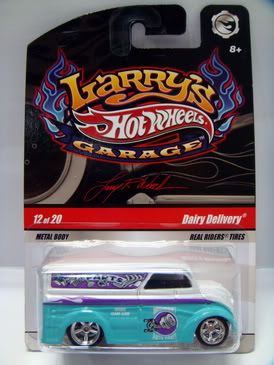 8+
LARRY'S
Hot Wheels
GARAGE
12 of 20
Dairy Delivery
METAL BODY
REAL RIDERS TIRES